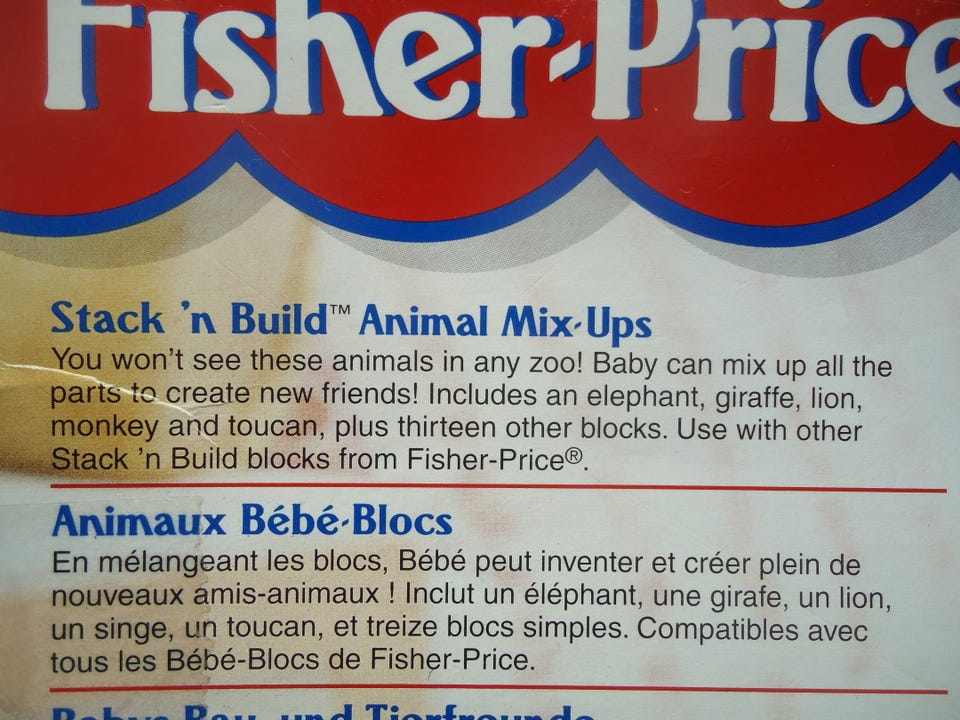 Fisher-Price
Stack 'n Build™ Animal Mix-Ups
You won't see these animals in any zoo! Baby can mix up all the
parts to create new friends! Includes an elephant, giraffe, lion,
monkey and toucan, plus thirteen other blocks. Use with other
Stack 'n Build blocks from Fisher-Price®.
Animaux Bébé-Blocs
En mélangeant les blocs, Bébé peut inventer et créer plein de
nouveaux amis-animaux ! Inclut un éléphant, une girafe, un lion,
un singe, un toucan, et treize blocs simples. Compatibles avec
tous les Bébé-Blocs de Fisher-Price.
Babys Bau- und Tierfreunde